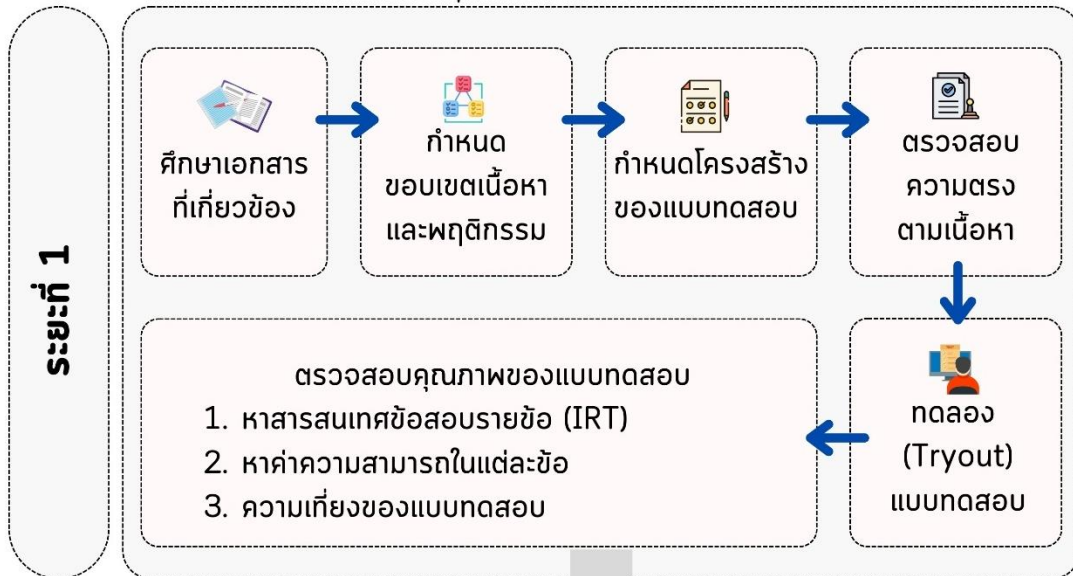 ระยะที่ 1
ศึกษาเอกสาร
ที่เกี่ยวข้อง
กำหนด
ขอบเขตเนื้อหา
และพฤติกรรม
กำหนดโครงสร้าง
ของแบบทดสอบ
ตรวจสอบ
ความตรง
ตามเนื้อหา
ทดลอง
(Tryout)
แบบทดสอบ
ตรวจสอบคุณภาพของแบบทดสอบ
1. หาสารสนเทศข้อสอบรายข้อ (IRT)
2. หาค่าความสามารถในแต่ละข้อ
3. ความเที่ยงของแบบทดสอบ